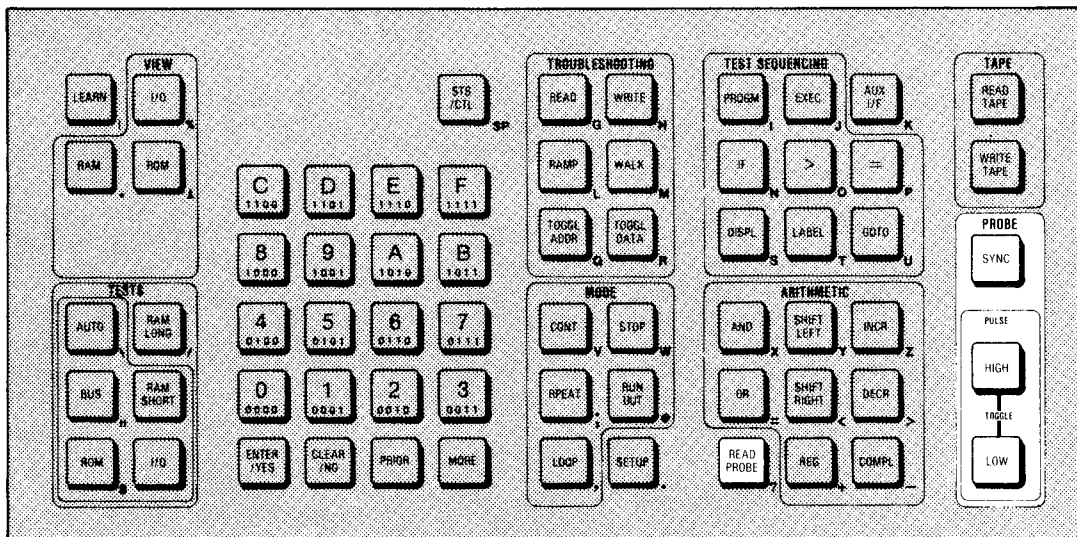 VIEW
LEARN I/O %
RAM * ROM
TESTS
AUTO \ RAM LONG /
BUS " RAM SHORT
ROM $ I/O
STS /CTL SP
C 1100 D 1101 E 1110 F 1111
8 1000 9 1001 A 1010 B 1011
4 0100 5 0101 6 0110 7 0111
0 0000 1 0001 2 0010 3 0011
ENTER /YES CLEAR /NO PRIOR MORE
TROUBLESHOOTING
READ G WRITE H
RAMP L WALK M
TOGGL ADDR Q TOGGL DATA R
MODE
CONT V STOP W
RPEAT ; RUN UUT @
LOOP , SETUP .
TEST SEQUENCING
PROGM I EXEC J AUX I/F K
IF N > O = P
DISPL S LABEL T GOTO U
ARITHMETIC
AND X SHIFT LEFT Y INCR Z
OR = SHIFT RIGHT < DECR >
READ PROBE ? REG + COMPL –
TAPE
READ TAPE
WRITE TAPE
PROBE
SYNC
PULSE
HIGH
TOGGLE
LOW